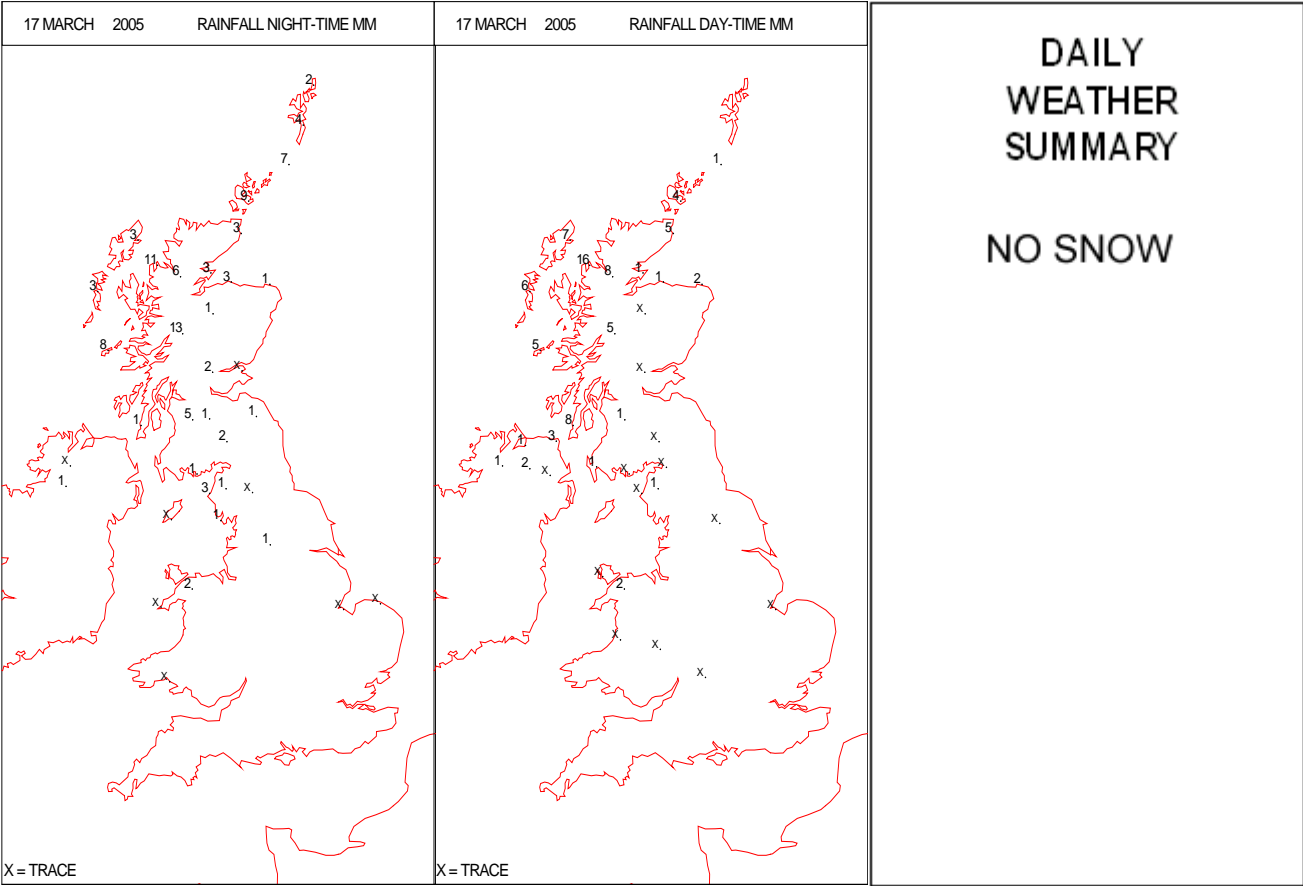 17 MARCH 2005 RAINFALL NIGHT-TIME MM
2.
4.
7.
9.
3.
3.
11.
6.
3.
3.
1.
3.
1.
13.
8.
2. X.
1.
5. 1. 1.
2.
X.
1.
1.
3. 1. X.
X. 1.
1.
2.
X. X. X.
X.
X = TRACE
17 MARCH 2005 RAINFALL DAY-TIME MM
1.
4.
5.
7.
16.
8.
1.
1.
2.
6.
X.
5.
5.
X.
8.
1.
1.
3.
X.
1.
2.
X.
1.
X.
X.
X.
1.
X.
X.
2.
X.
X.
X.
X.
X = TRACE
DAILY
WEATHER
SUMMARY
NO SNOW